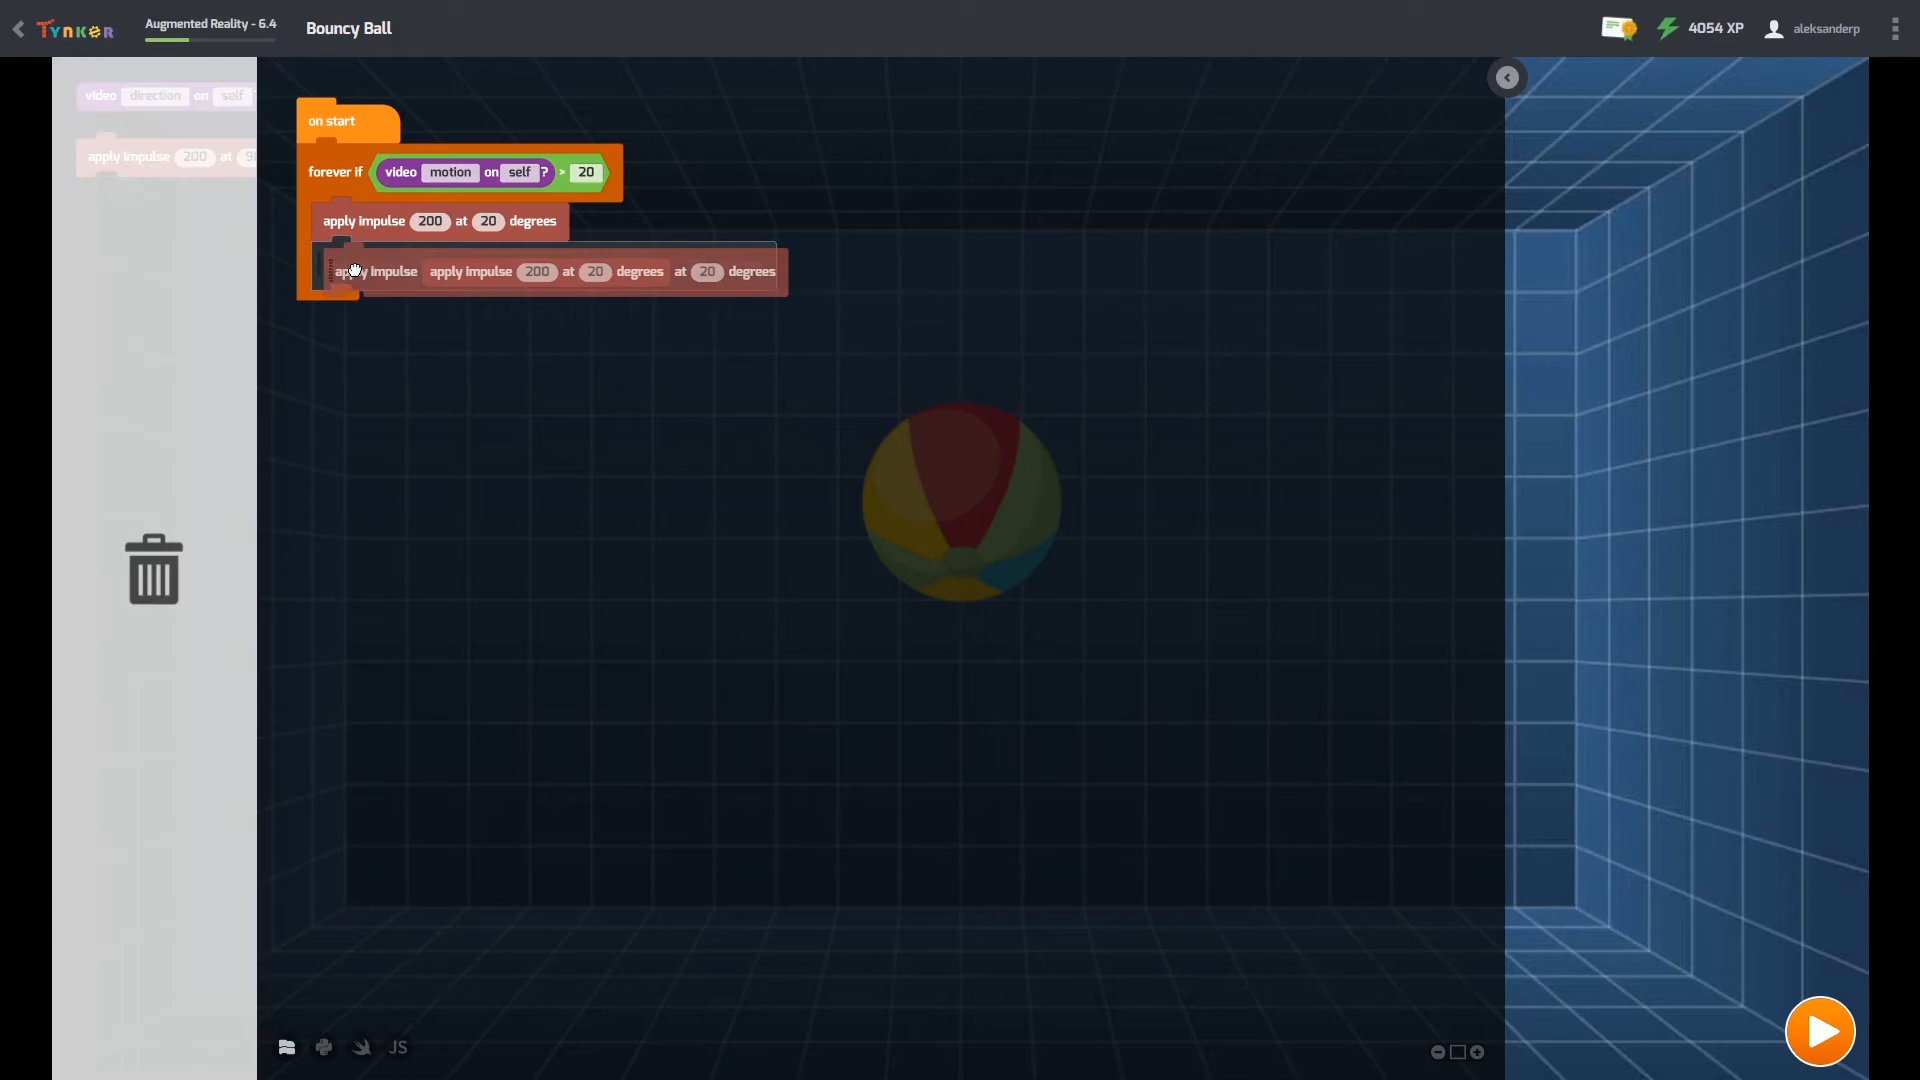 TYNKER
Augmented Reality - 6.4
Bouncy Ball
4054 XP
aleksanderp
video direction on self
apply impulse 200 at
on start
forever if video motion on self ? > 20
apply impulse 200 at 20 degrees
apply impulse apply impulse 200 at 20 degrees at 20 degrees
JS